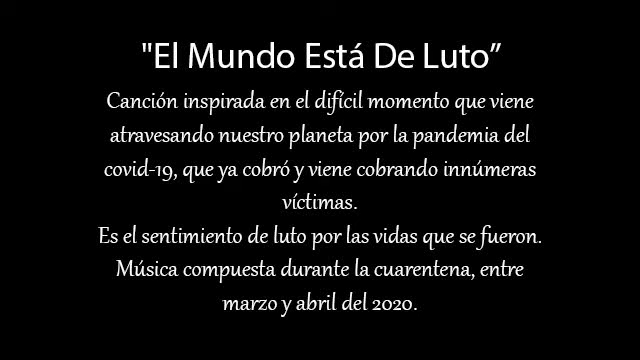 "El Mundo Está De Luto”
Canción inspirada en el difícil momento que viene
atravesando nuestro planeta por la pandemia del
covid-19, que ya cobró y viene cobrando innúmeras
víctimas.
Es el sentimiento de luto por las vidas que se fueron.
Música compuesta durante la cuarentena, entre
marzo y abril del 2020.